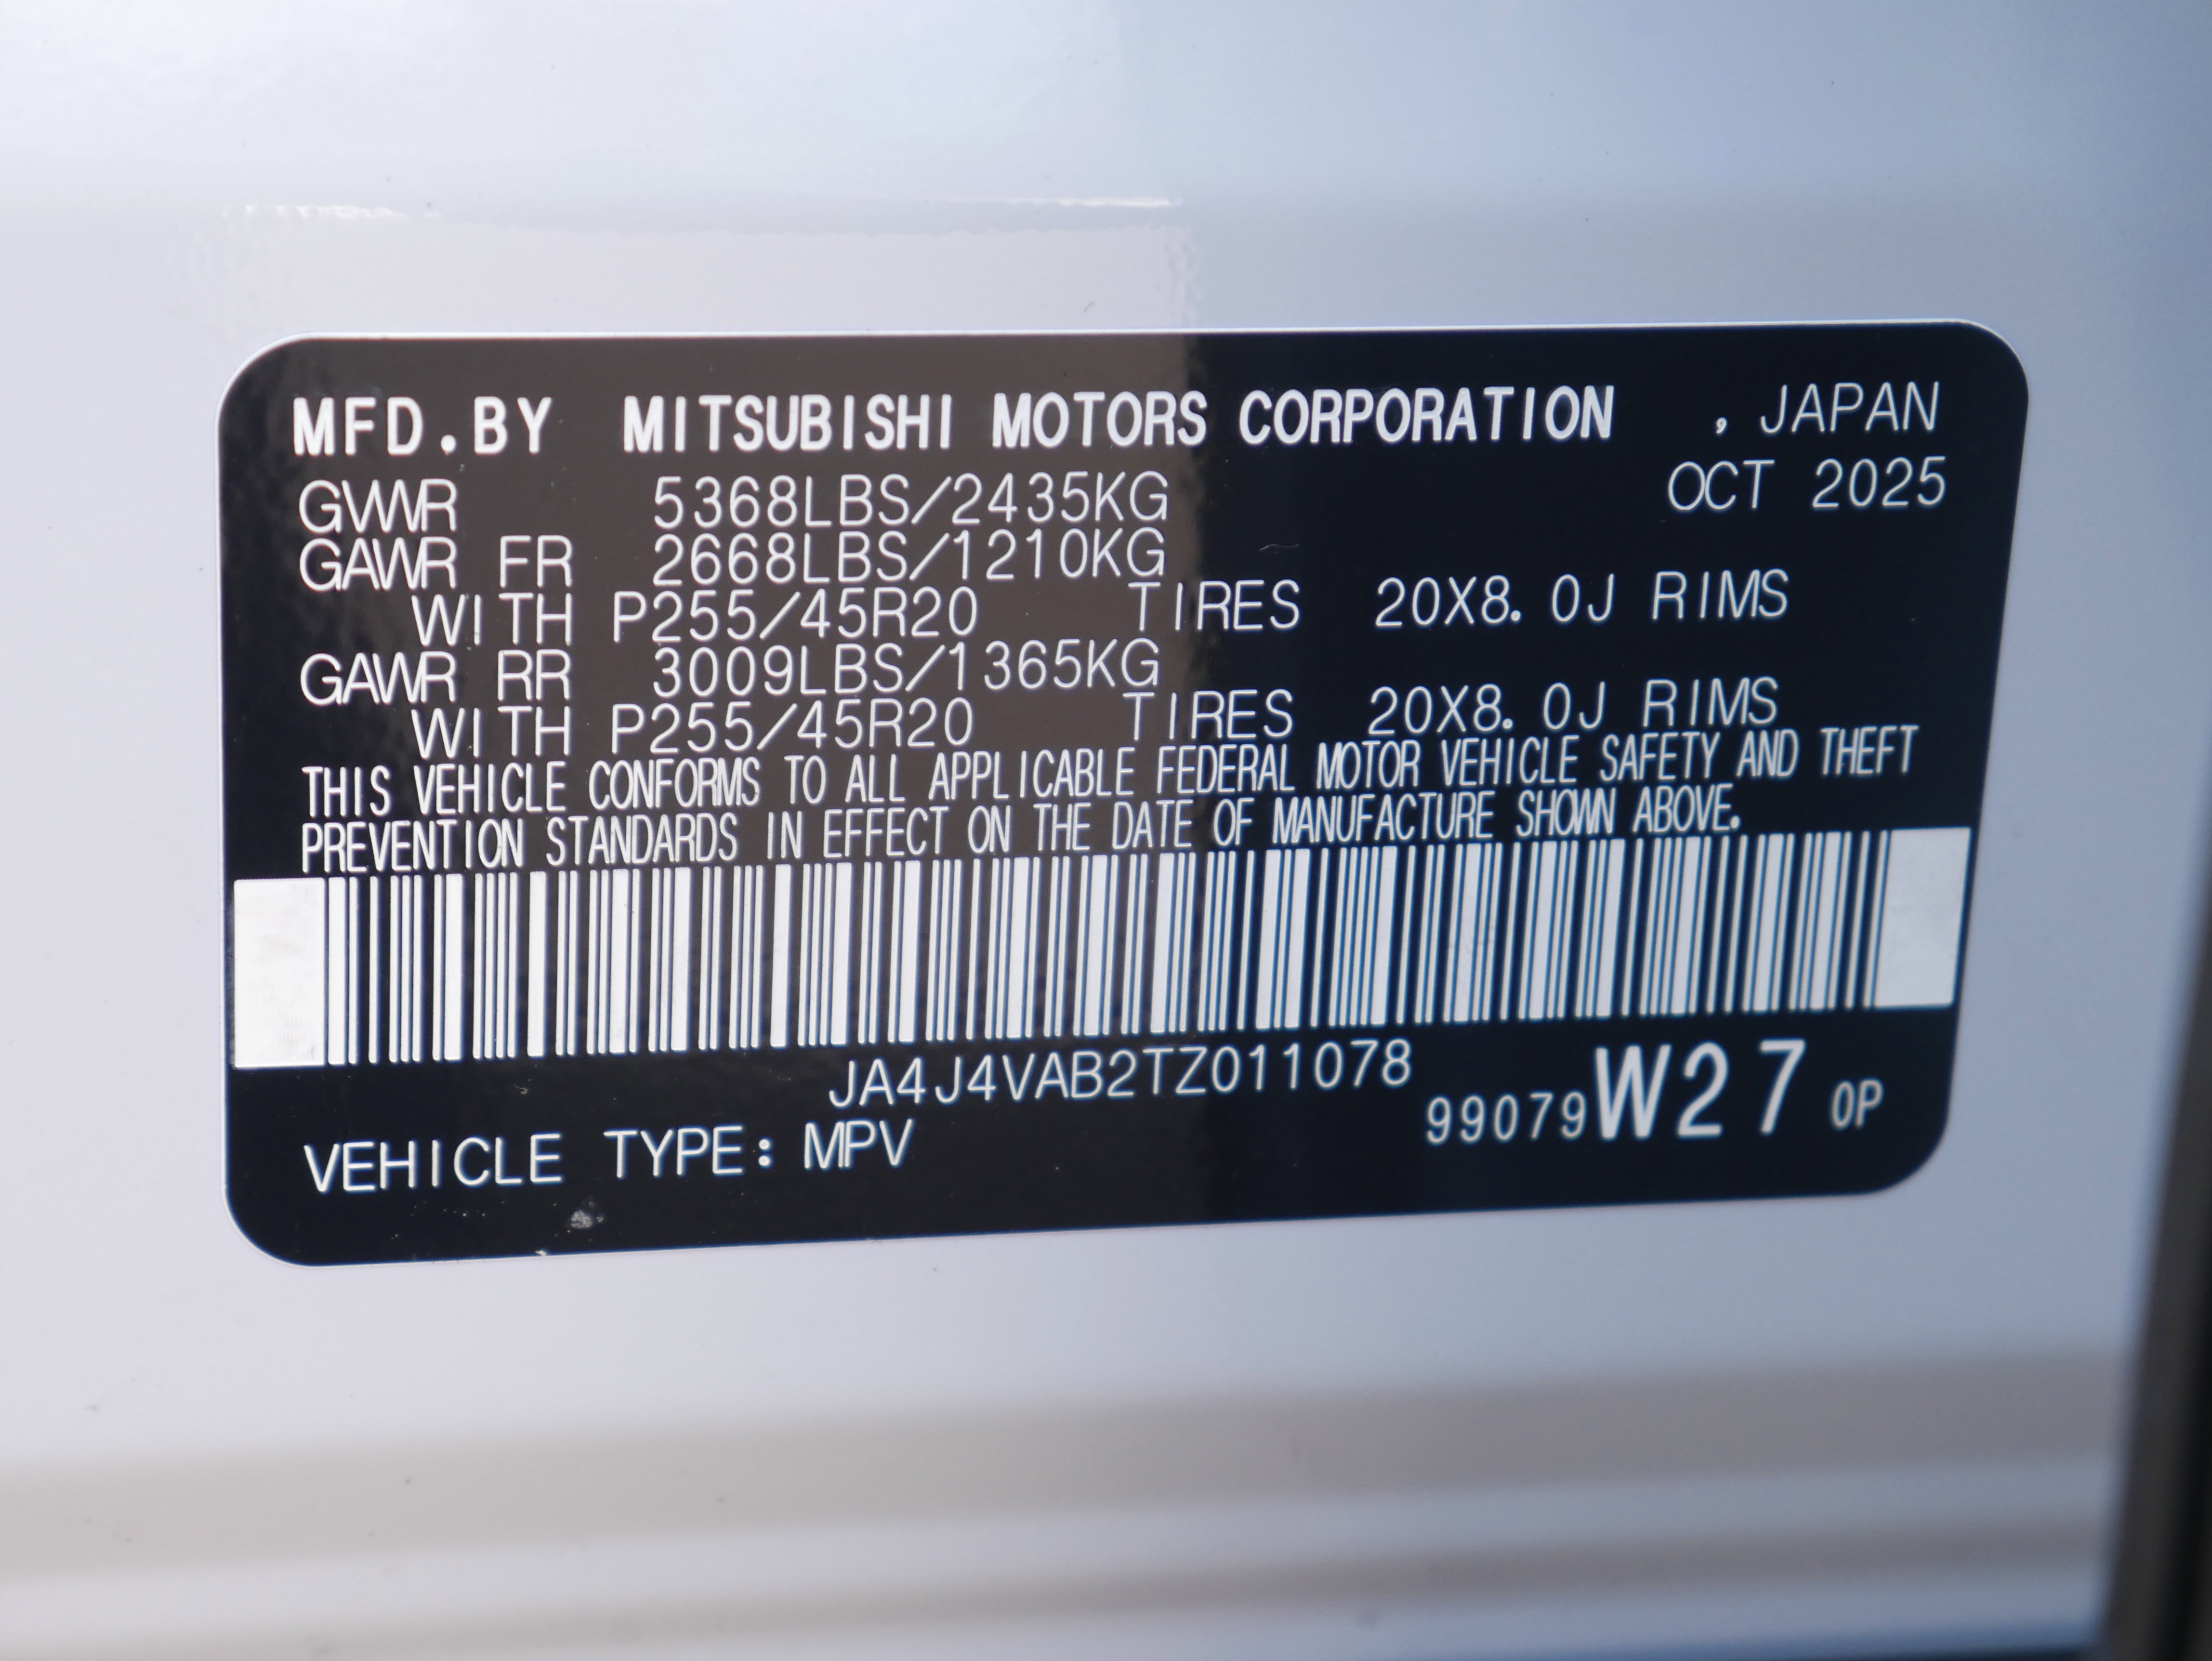 MFD.BY MITSUBISHI MOTORS CORPORATION , JAPAN
GVWR 5368LBS/2435KG OCT 2025
GAWR FR 2668LBS/1210KG
WITH P255/45R20 TIRES 20X8.0J RIMS
GAWR RR 3009LBS/1365KG
WITH P255/45R20 TIRES 20X8.0J RIMS
THIS VEHICLE CONFORMS TO ALL APPLICABLE FEDERAL MOTOR VEHICLE SAFETY AND THEFT
PREVENTION STANDARDS IN EFFECT ON THE DATE OF MANUFACTURE SHOWN ABOVE.
JA4J4VAB2TZ011078
99079 W27 0P
VEHICLE TYPE: MPV